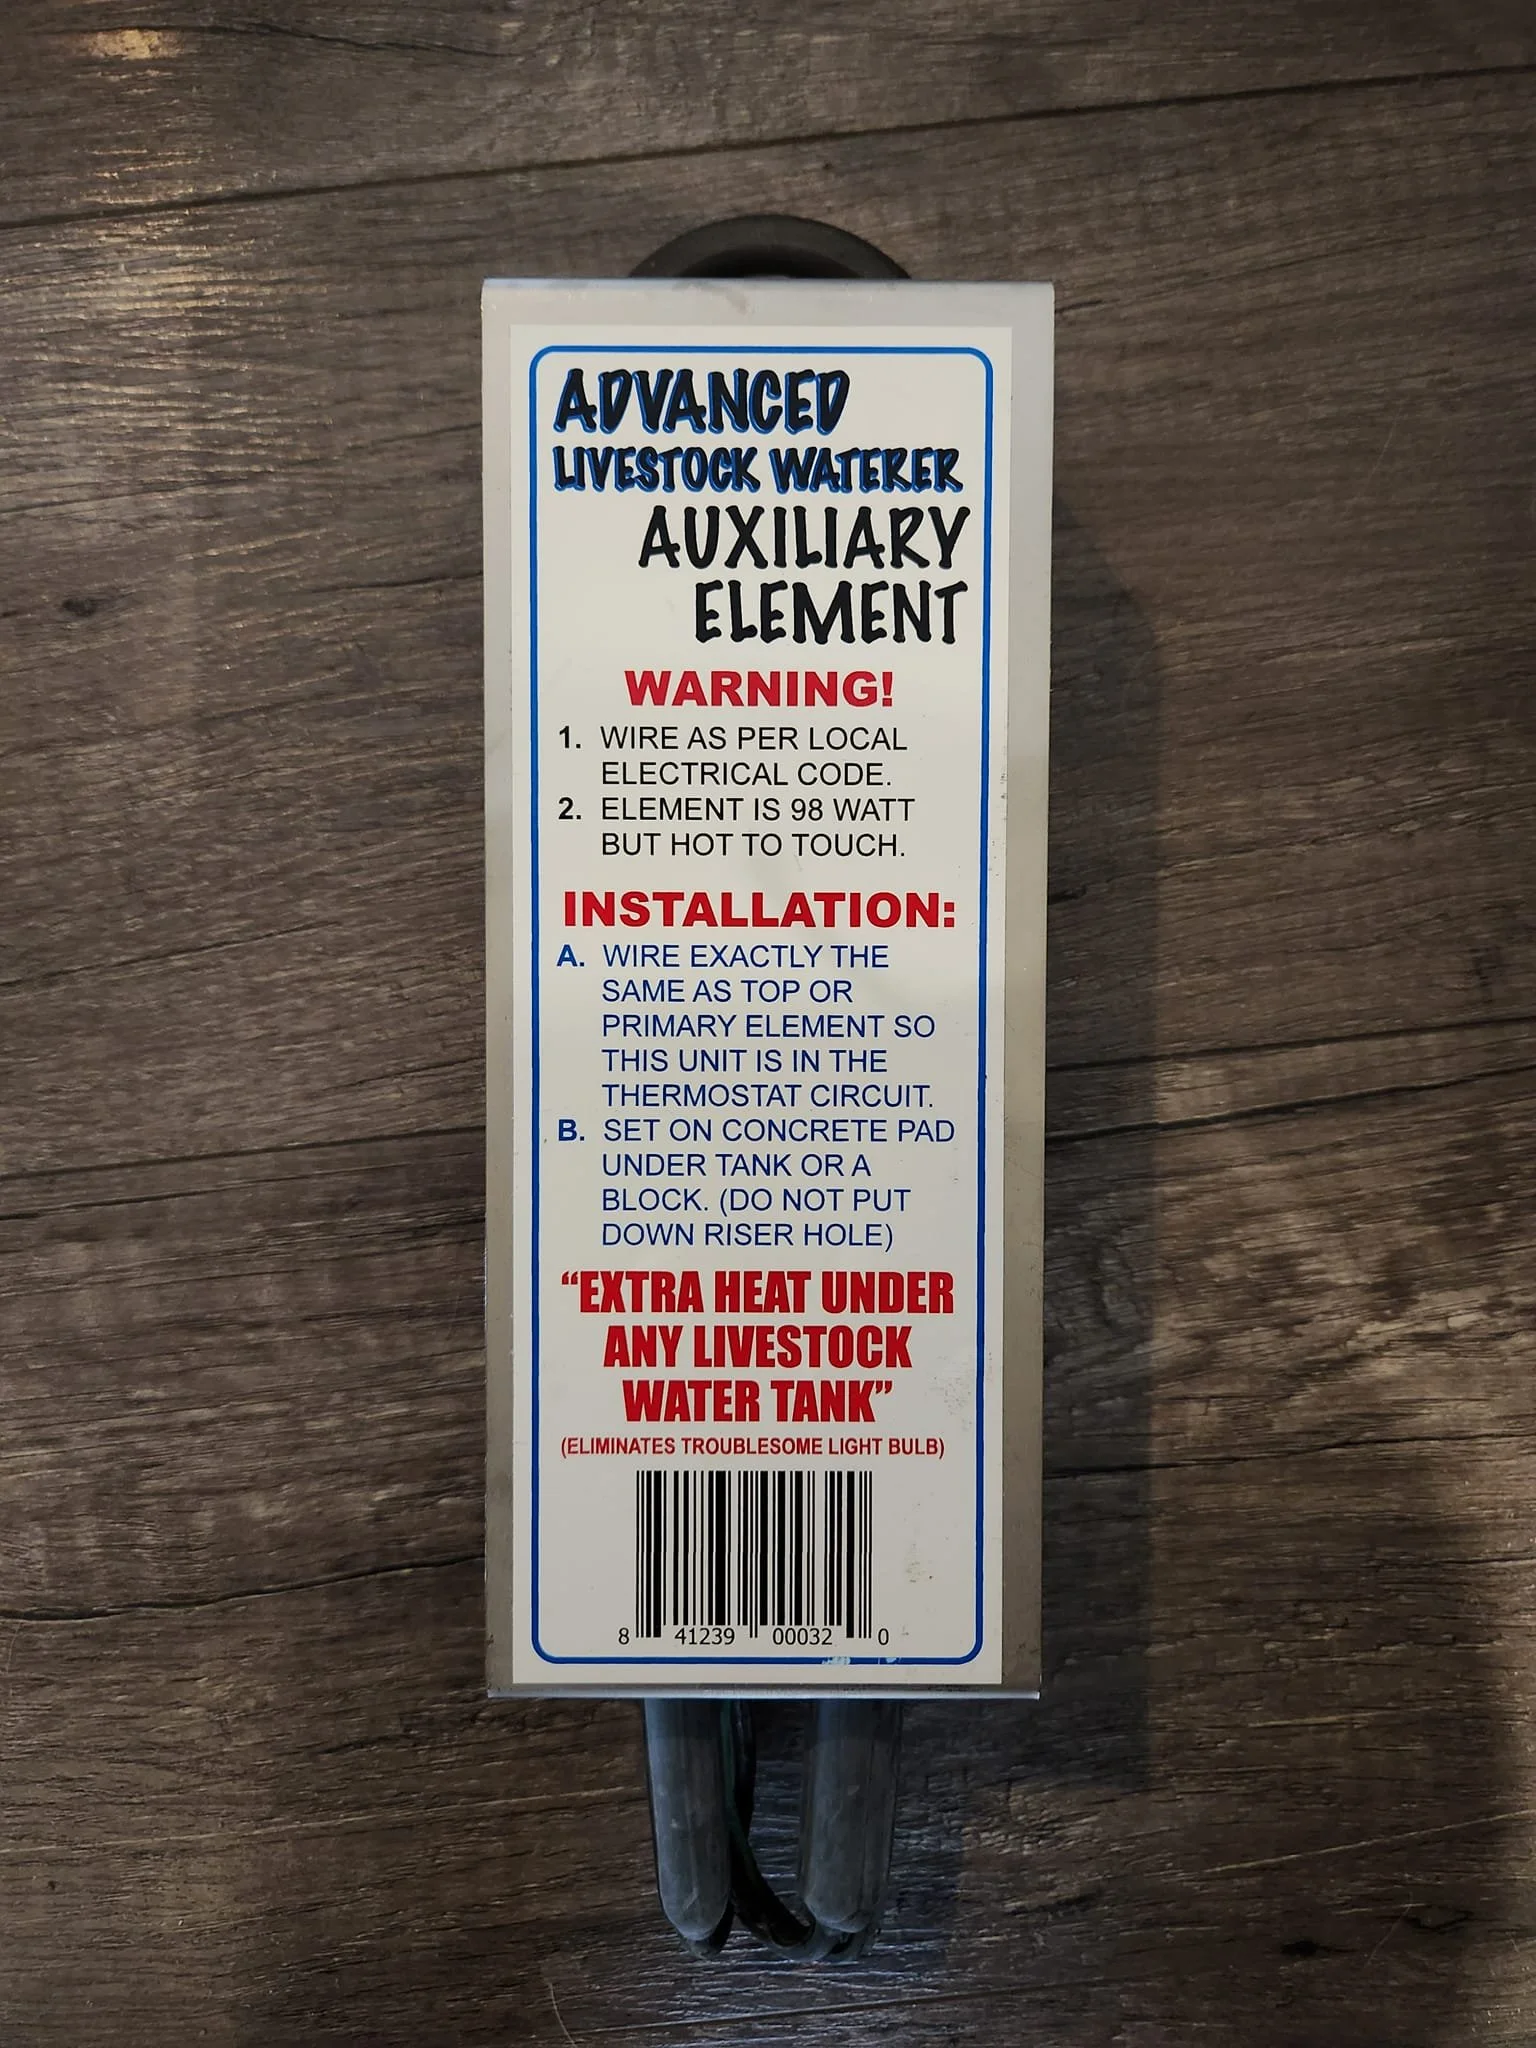 ADVANCED
LIVESTOCK WATERER
AUXILIARY
ELEMENT
WARNING!
1. WIRE AS PER LOCAL
ELECTRICAL CODE.
2. ELEMENT IS 98 WATT
BUT HOT TO TOUCH.
INSTALLATION:
A. WIRE EXACTLY THE
SAME AS TOP OR
PRIMARY ELEMENT SO
THIS UNIT IS IN THE
THERMOSTAT CIRCUIT.
B. SET ON CONCRETE PAD
UNDER TANK OR A
BLOCK. (DO NOT PUT
DOWN RISER HOLE)
“EXTRA HEAT UNDER
ANY LIVESTOCK
WATER TANK”
(ELIMINATES TROUBLESOME LIGHT BULB)
8 41239 00032 0